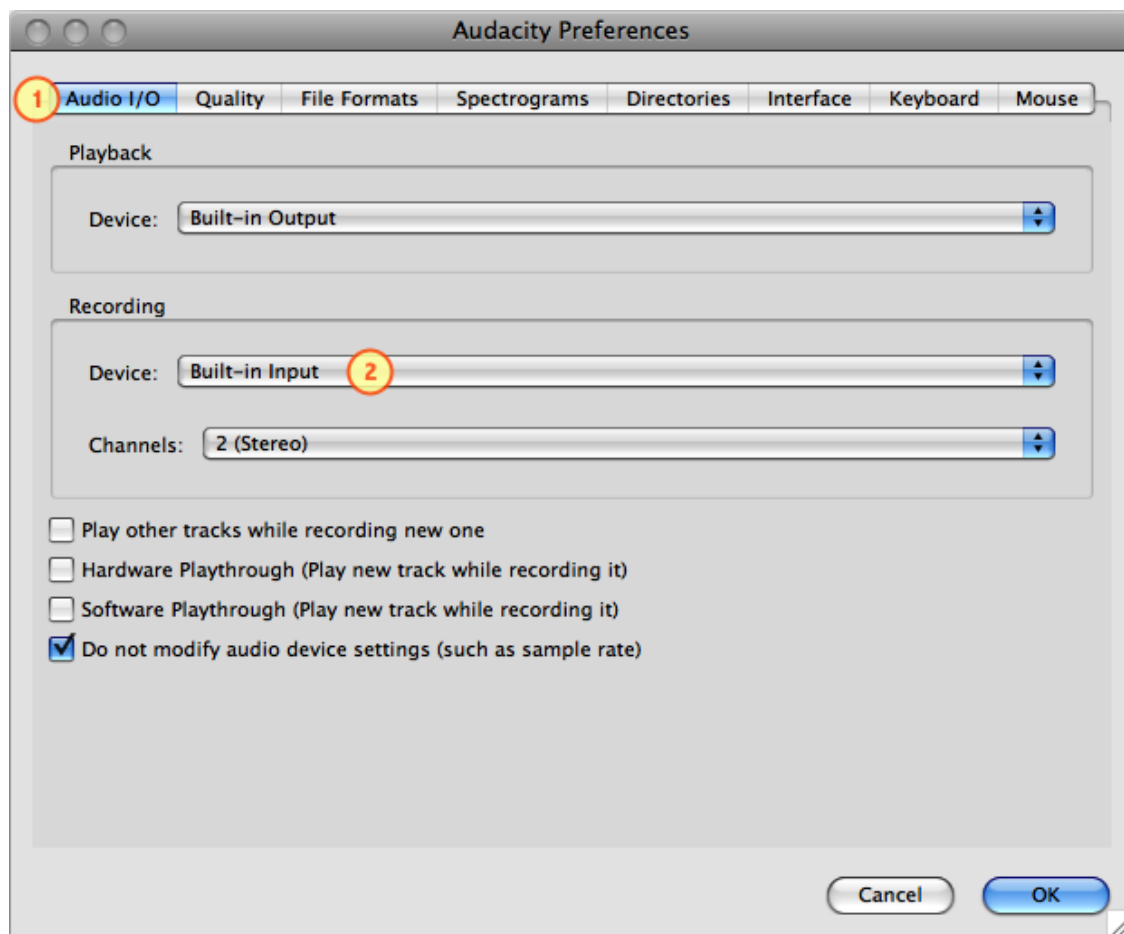 Audacity Preferences
1 Audio I/O Quality File Formats Spectrograms Directories Interface Keyboard Mouse
Playback
Device: Built-in Output
Recording
Device: Built-in Input 2
Channels: 2 (Stereo)
Play other tracks while recording new one
Hardware Playthrough (Play new track while recording it)
Software Playthrough (Play new track while recording it)
Do not modify audio device settings (such as sample rate)
Cancel OK